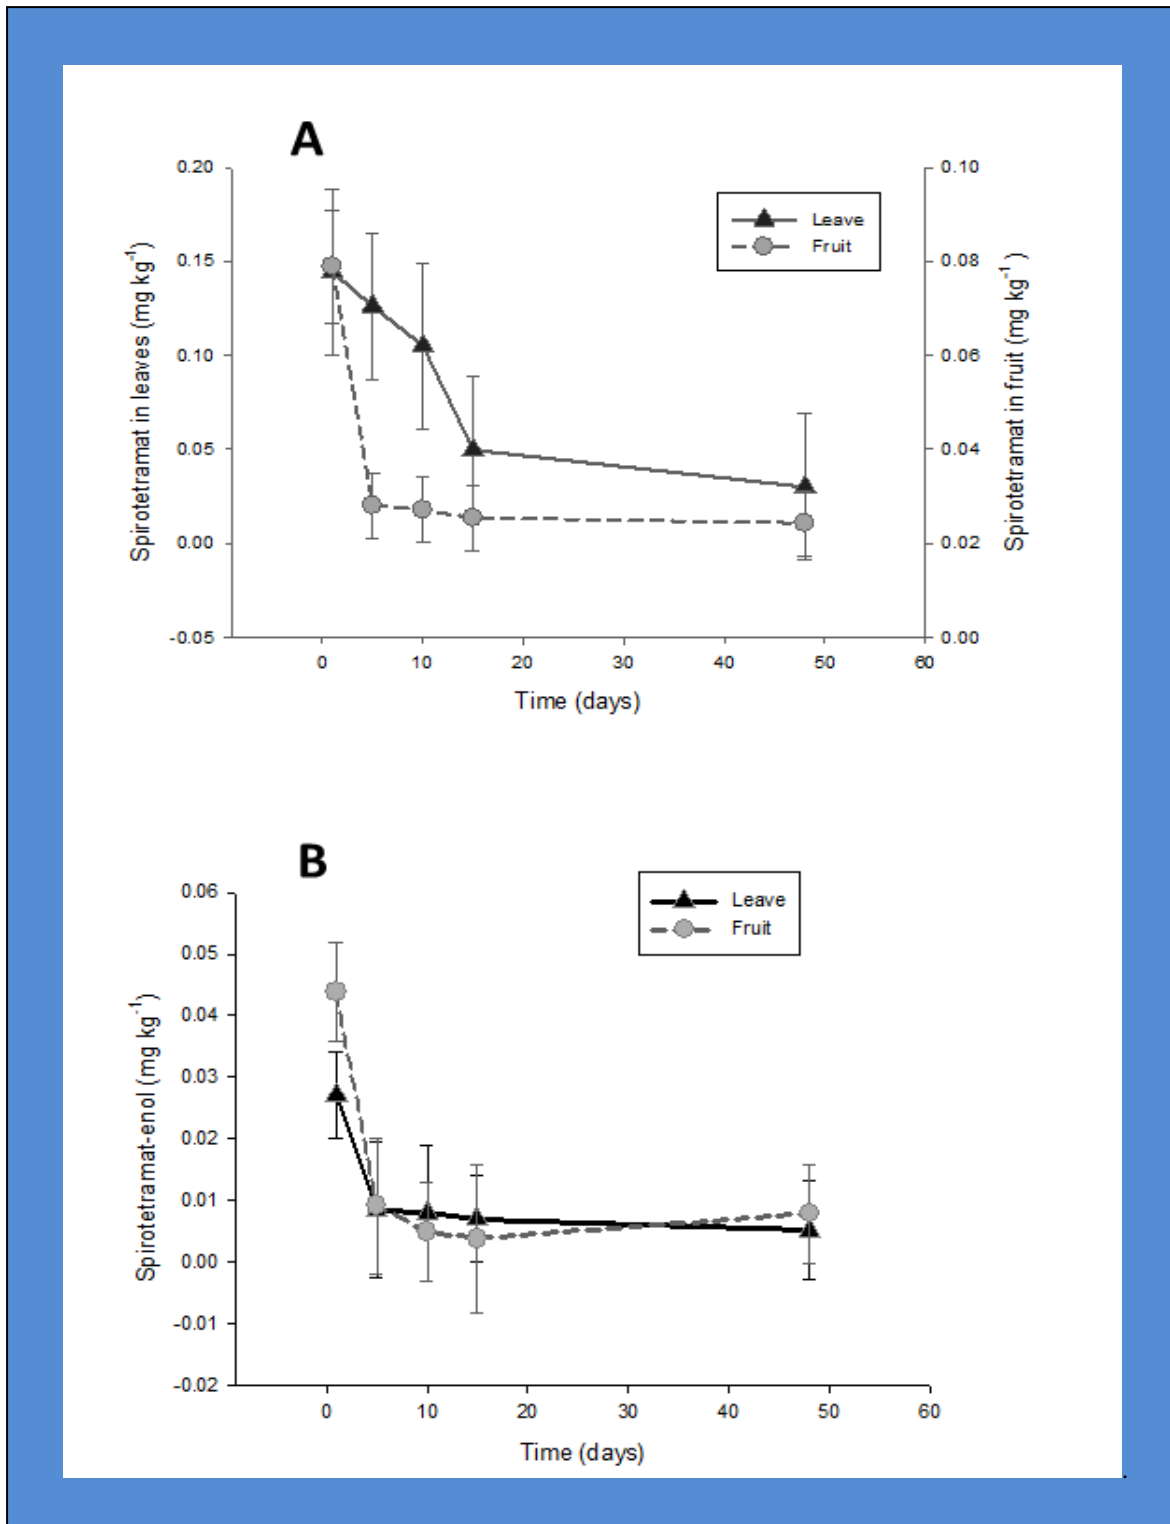 A
0.20
0.15
0.10
0.05
0.00
-0.05
Spirotetramat in leaves (mg kg⁻¹)
Leave
Fruit
0.10
0.08
0.06
0.04
0.02
0.00
Spirotetramat in fruit (mg kg⁻¹)
0 10 20 30 40 50 60
Time (days)
B
0.06
0.05
0.04
0.03
0.02
0.01
0.00
-0.01
-0.02
Spirotetramat-enol (mg kg⁻¹)
Leave
Fruit
0 10 20 30 40 50 60
Time (days)
.